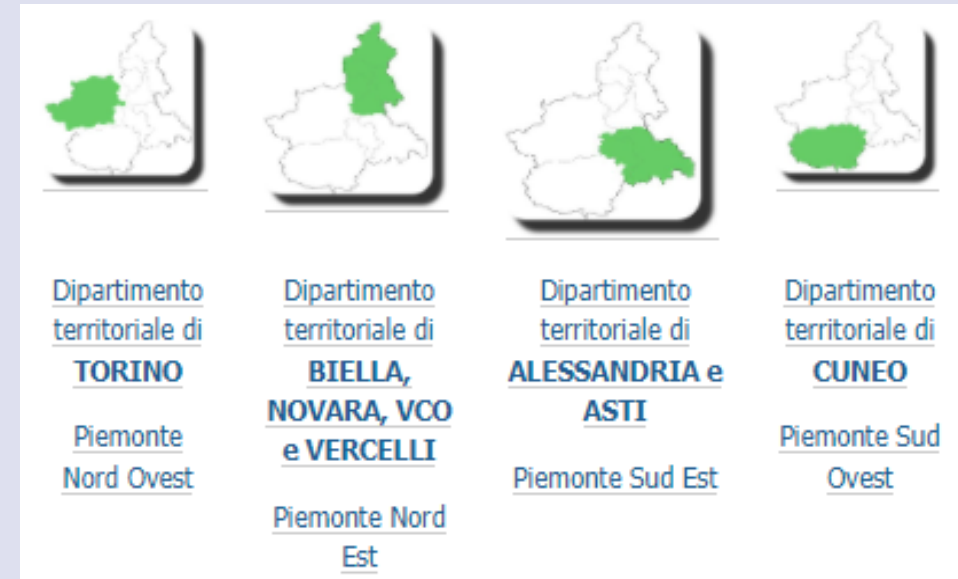 Dipartimento
territoriale di
TORINO
Piemonte
Nord Ovest
Dipartimento
territoriale di
BIELLA,
NOVARA, VCO
e VERCELLI
Piemonte Nord
Est
Dipartimento
territoriale di
ALESSANDRIA e
ASTI
Piemonte Sud Est
Dipartimento
territoriale di
CUNEO
Piemonte Sud
Ovest